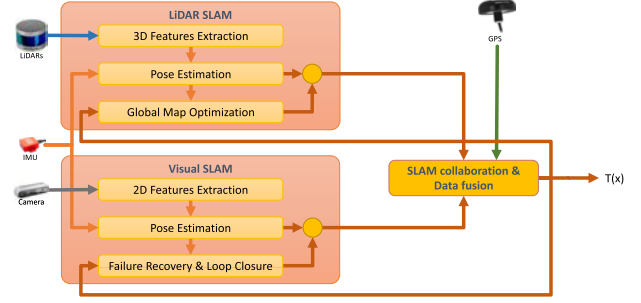 LiDAR SLAM
3D Features Extraction
LiDARs
GPS
Pose Estimation
Global Map Optimization
IMU
Visual SLAM
SLAM collaboration &
Data fusion
T(x)
2D Features Extraction
Camera
Pose Estimation
Failure Recovery & Loop Closure